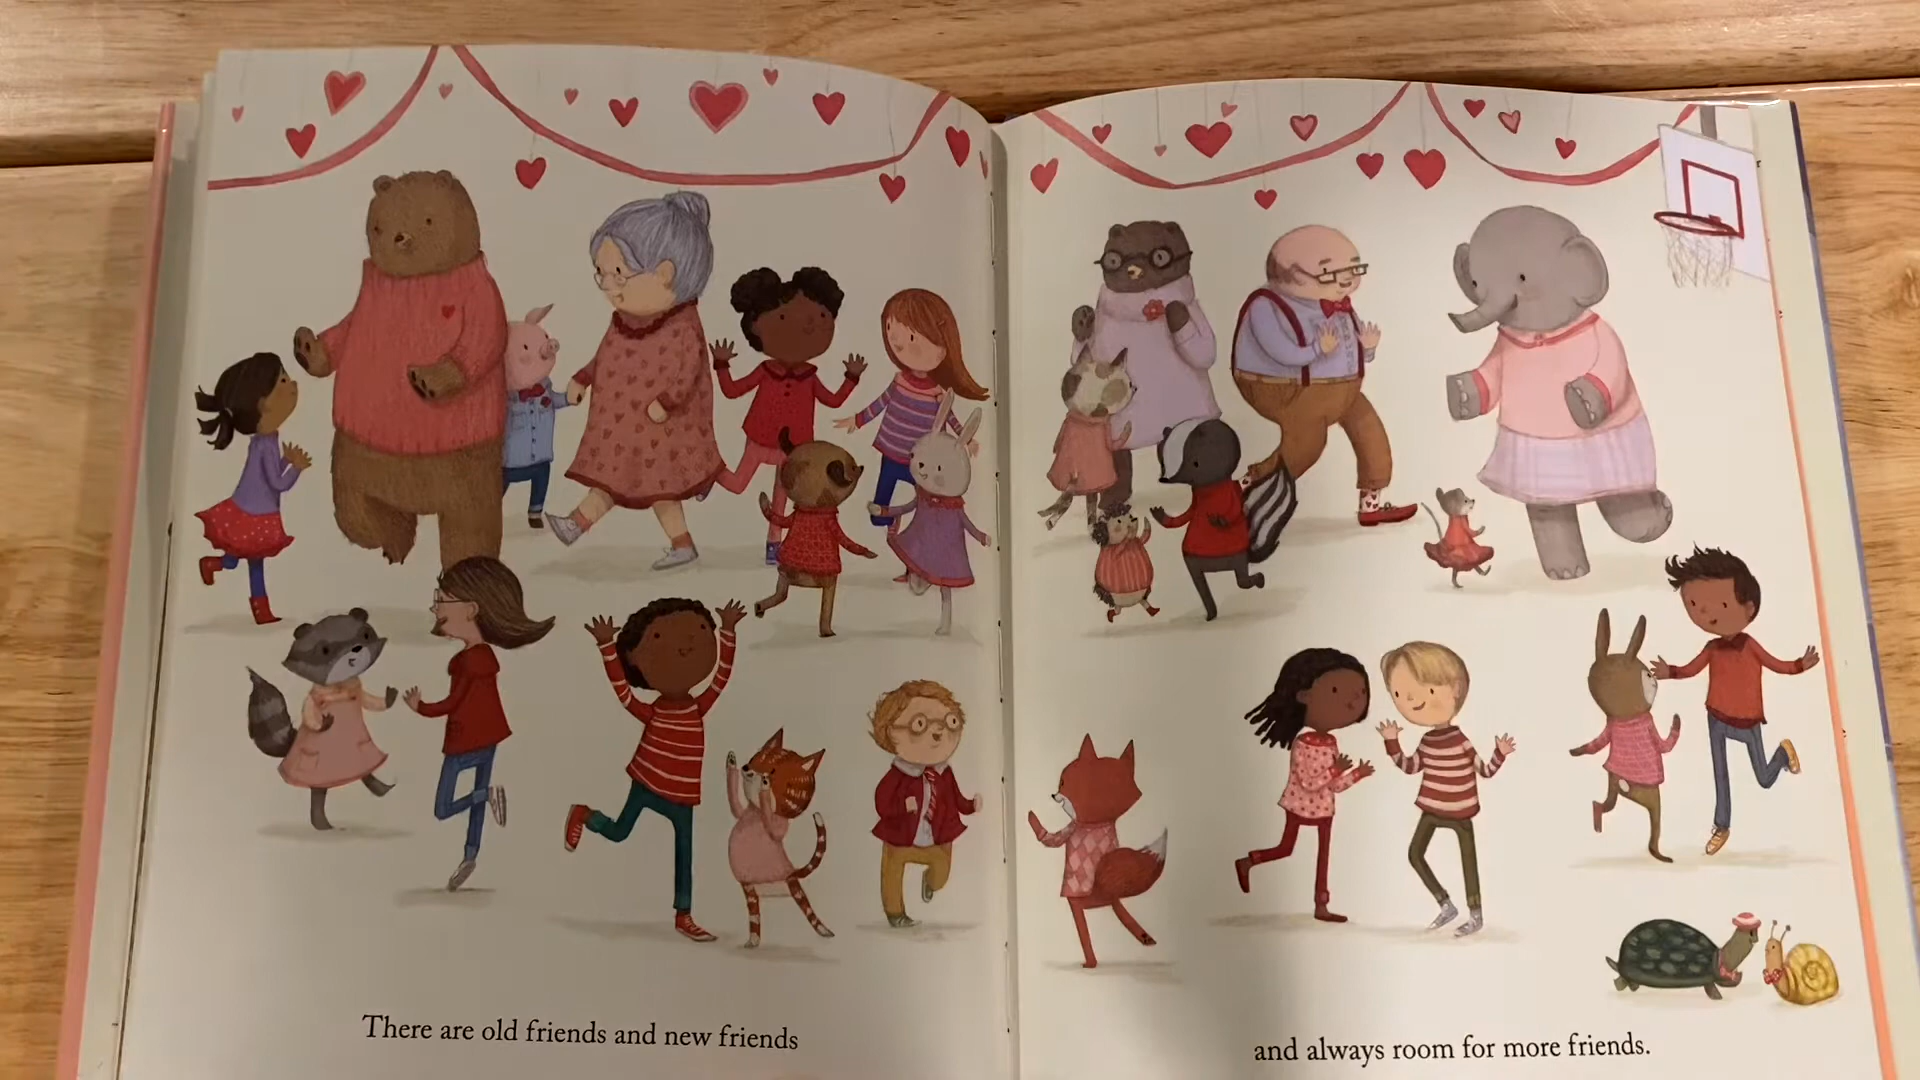 There are old friends and new friends
and always room for more friends.